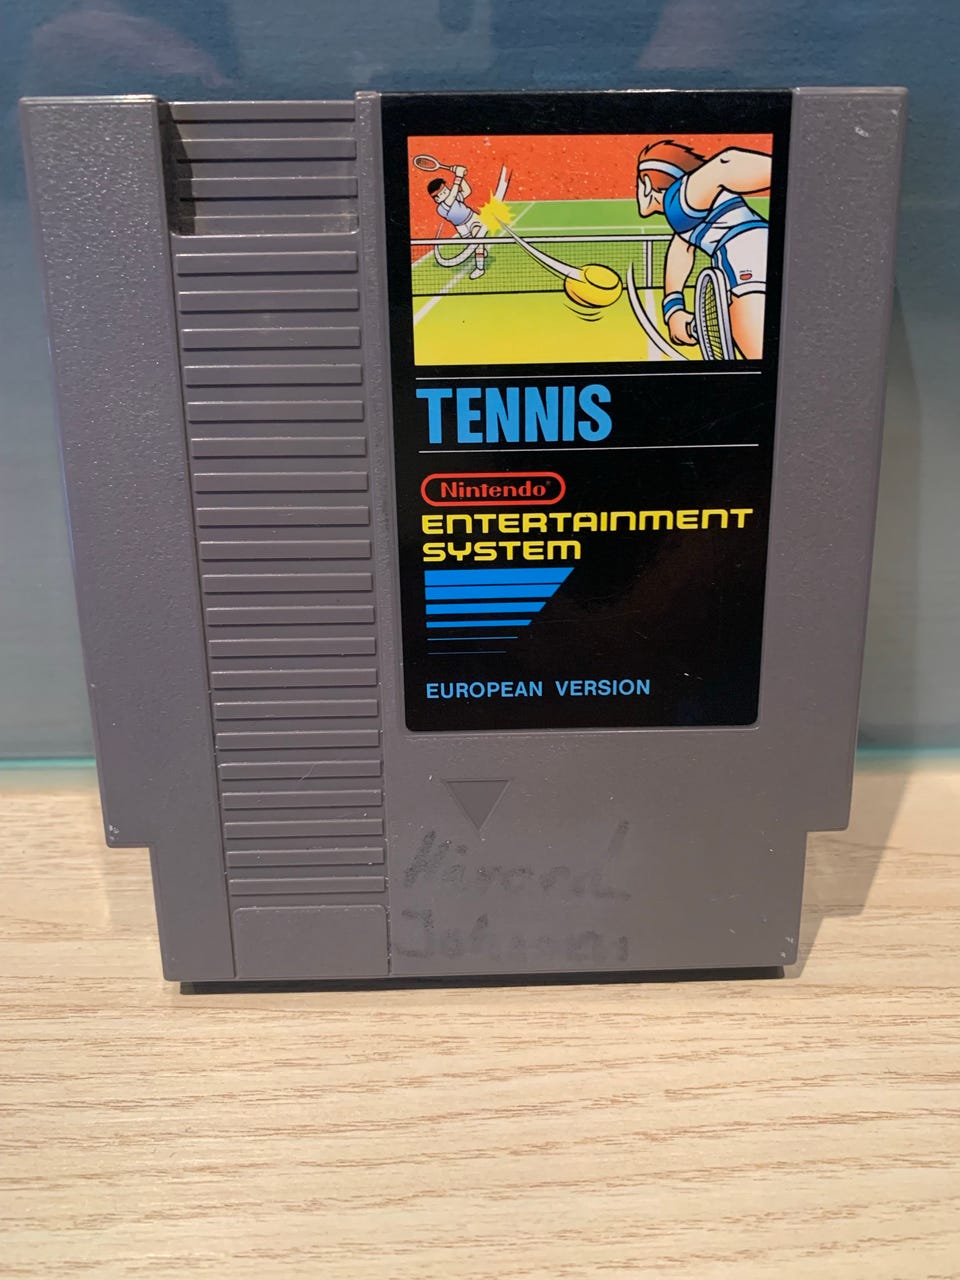 TENNIS
Nintendo®
ENTERTAINMENT
SYSTEM
EUROPEAN VERSION